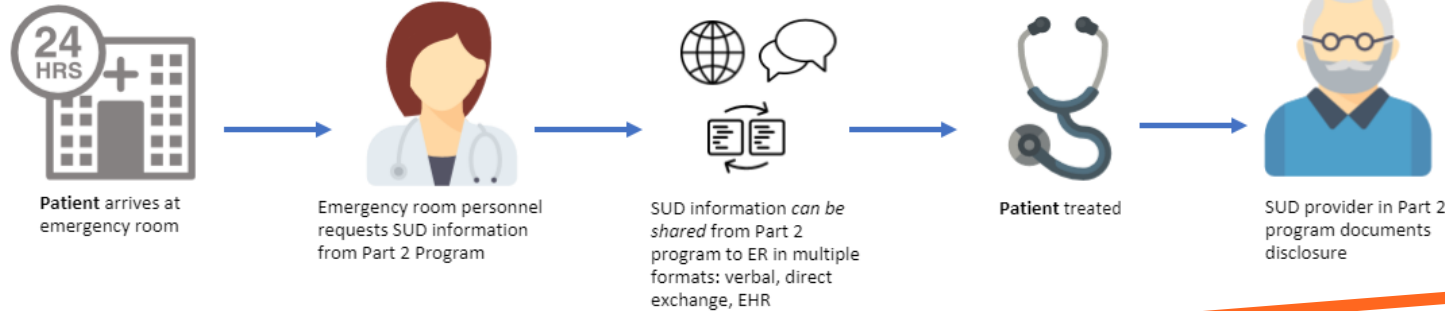 24
HRS
Patient arrives at
emergency room
Emergency room personnel
requests SUD information
from Part 2 Program
SUD information can be
shared from Part 2
program to ER in multiple
formats: verbal, direct
exchange, EHR
Patient treated
SUD provider in Part 2
program documents
disclosure